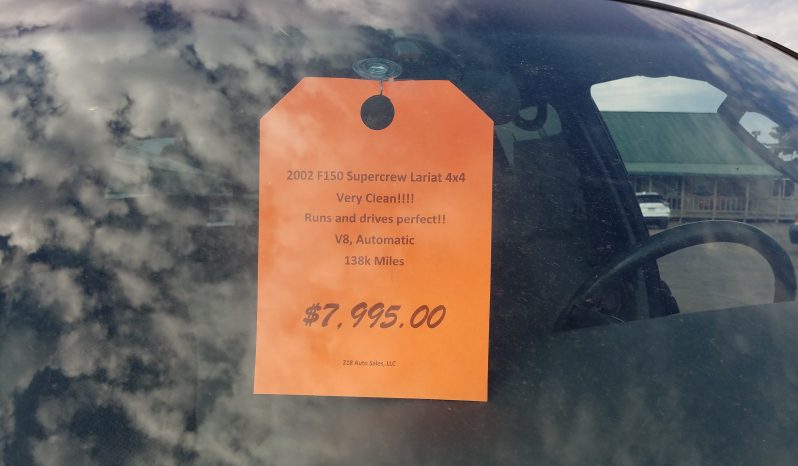 2002 F150 Supercrew Lariat 4x4
Very Clean!!!!
Runs and drives perfect!!
V8, Automatic
138k Miles
$7,995.00
218 Auto Sales, LLC